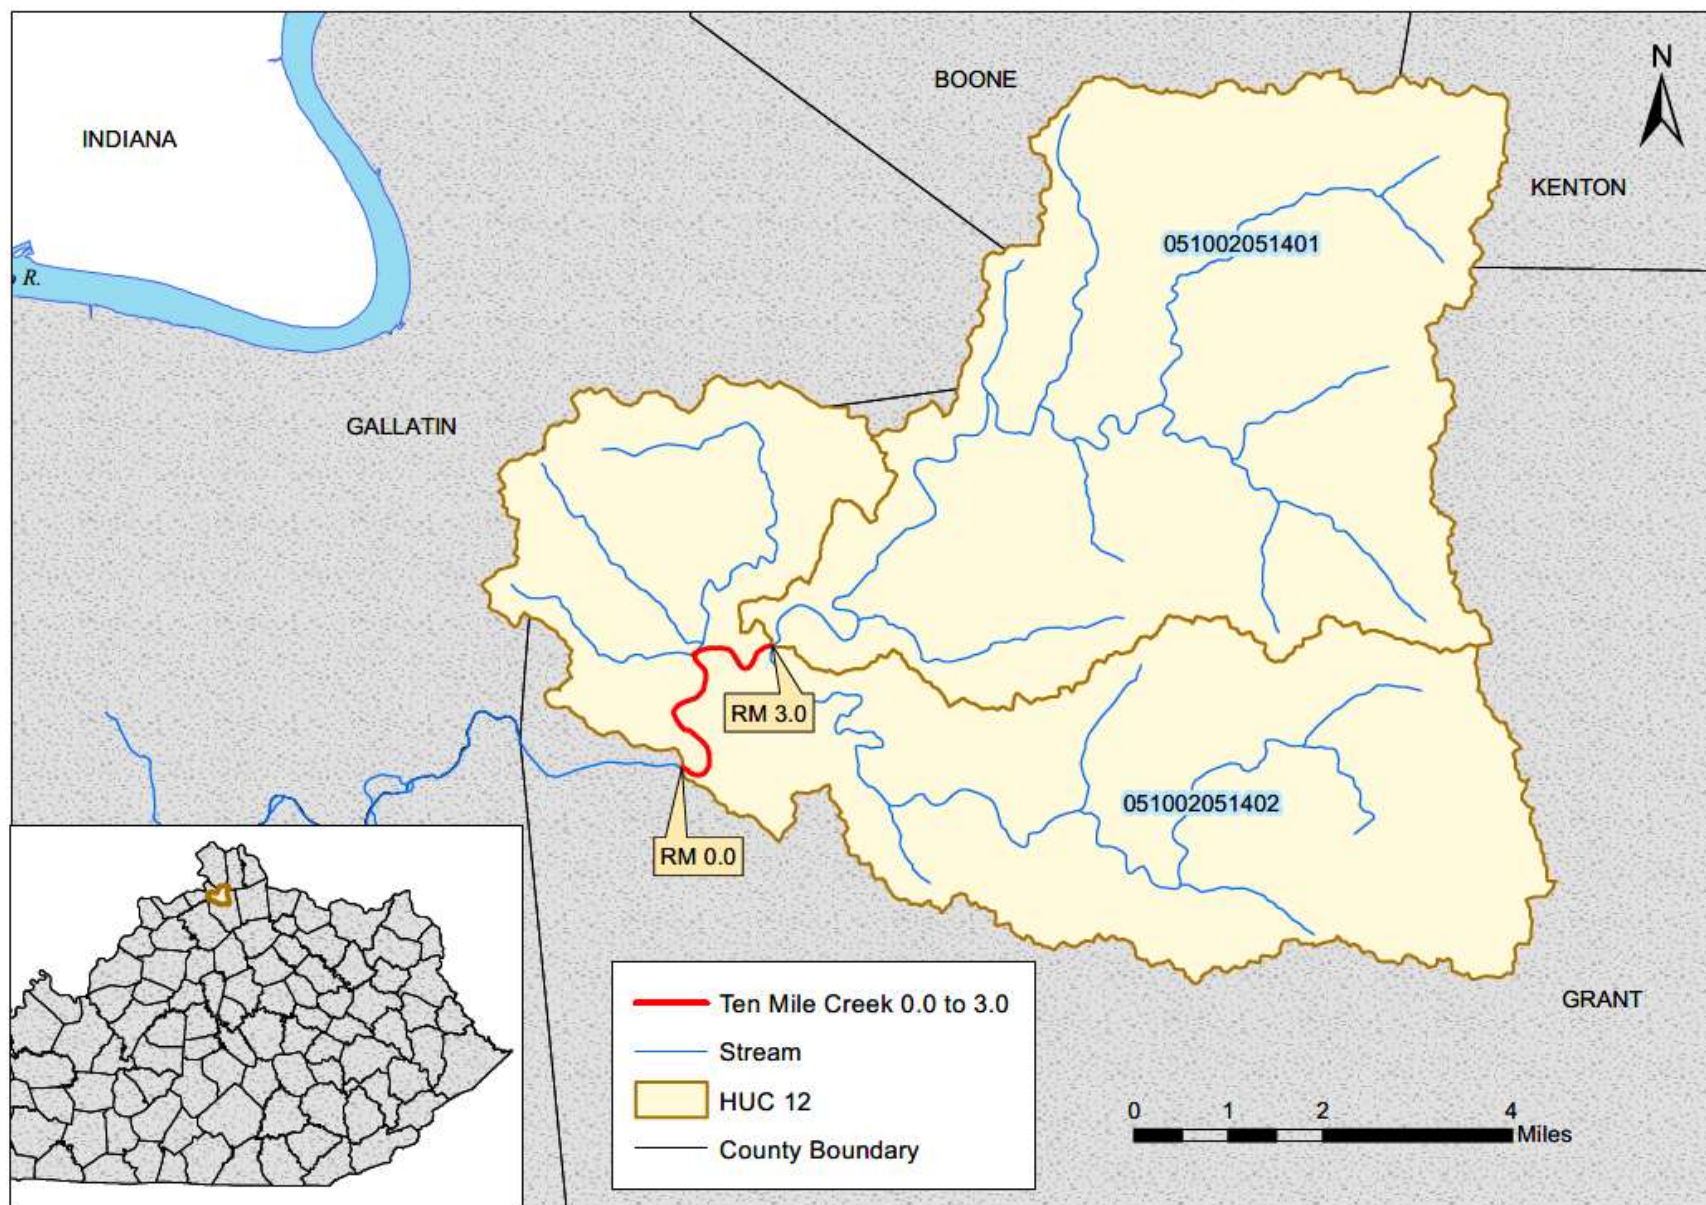 N
BOONE
INDIANA
KENTON
051002051401
R.
GALLATIN
RM 3.0
051002051402
RM 0.0
GRANT
Ten Mile Creek 0.0 to 3.0
Stream
HUC 12
County Boundary
0 1 2 4
Miles